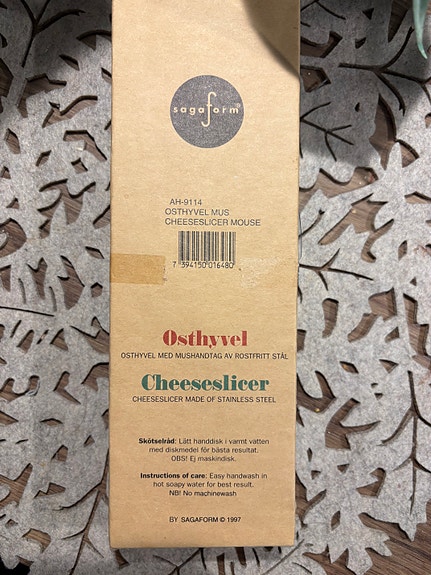 sagaform®
AH-9114
OSTHYVEL MUS
CHEESESLICER MOUSE
7 394150 016480
Osthyvel
OSTHYVEL MED MUSHANDTAG AV ROSTFRITT STÅL
Cheeseslicer
CHEESESLICER MADE OF STAINLESS STEEL
Skötselråd: Lätt handdisk i varmt vatten
med diskmedel för bästa resultat.
OBS! Ej maskindisk.
Instructions of care: Easy handwash in
hot soapy water for best result.
NB! No machinewash
BY SAGAFORM © 1997